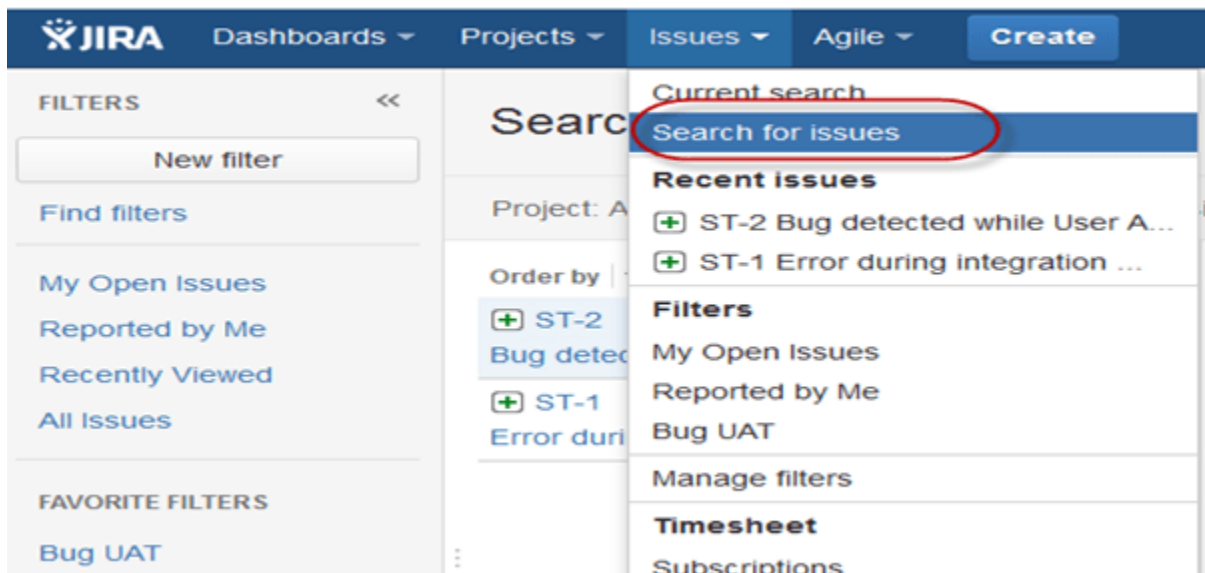 JIRA Dashboards Projects Issues Agile Create
FILTERS
New filter
Find filters
My Open Issues
Reported by Me
Recently Viewed
All Issues
FAVORITE FILTERS
Bug UAT
Searc
Project: A
Order by
ST-2
Bug detec
ST-1
Error duri
Current search
Search for issues
Recent issues
ST-2 Bug detected while User A...
ST-1 Error during integration ...
Filters
My Open Issues
Reported by Me
Bug UAT
Manage filters
Timesheet
Subscriptions